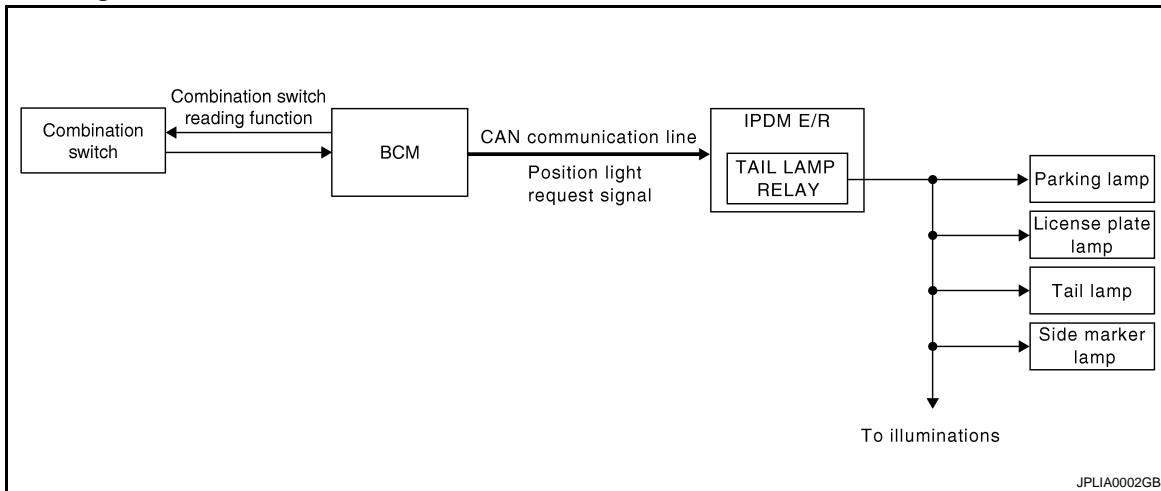 Combination switch
reading function
Combination
switch
BCM
CAN communication line
Position light
request signal
IPDM E/R
TAIL LAMP
RELAY
Parking lamp
License plate
lamp
Tail lamp
Side marker
lamp
To illuminations
JPLIA0002GB